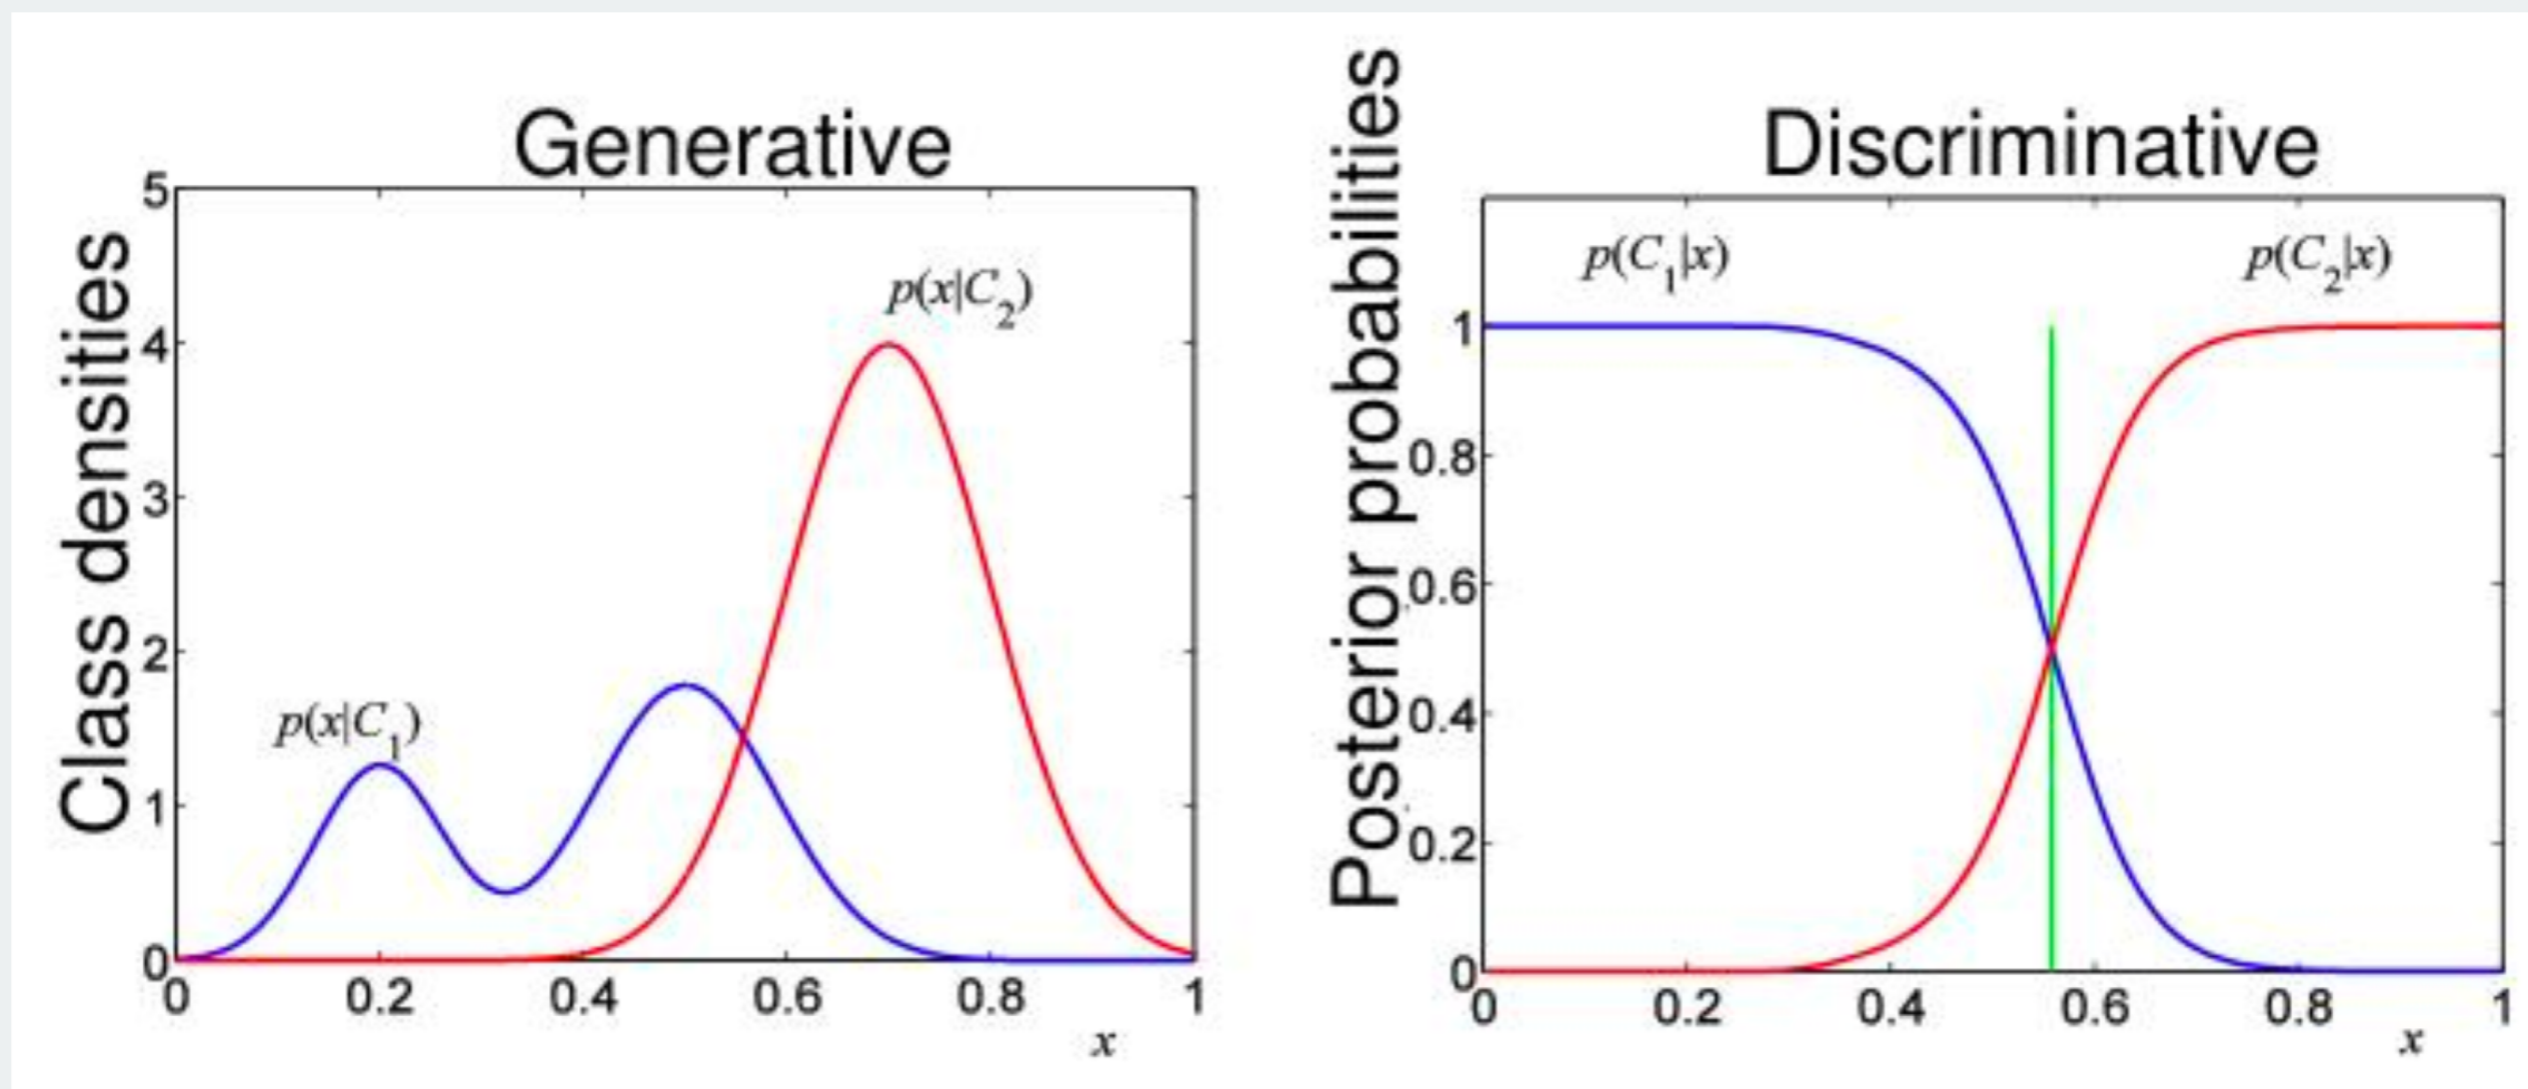 Generative
Class densities
5
4
3
2
1
0
p(x|C₂)
p(x|C₁)
0 0.2 0.4 0.6 0.8 1
x
Discriminative
Posterior probabilities
p(C₁|x) p(C₂|x)
1
0.8
0.6
0.4
0.2
0
0 0.2 0.4 0.6 0.8 1
x